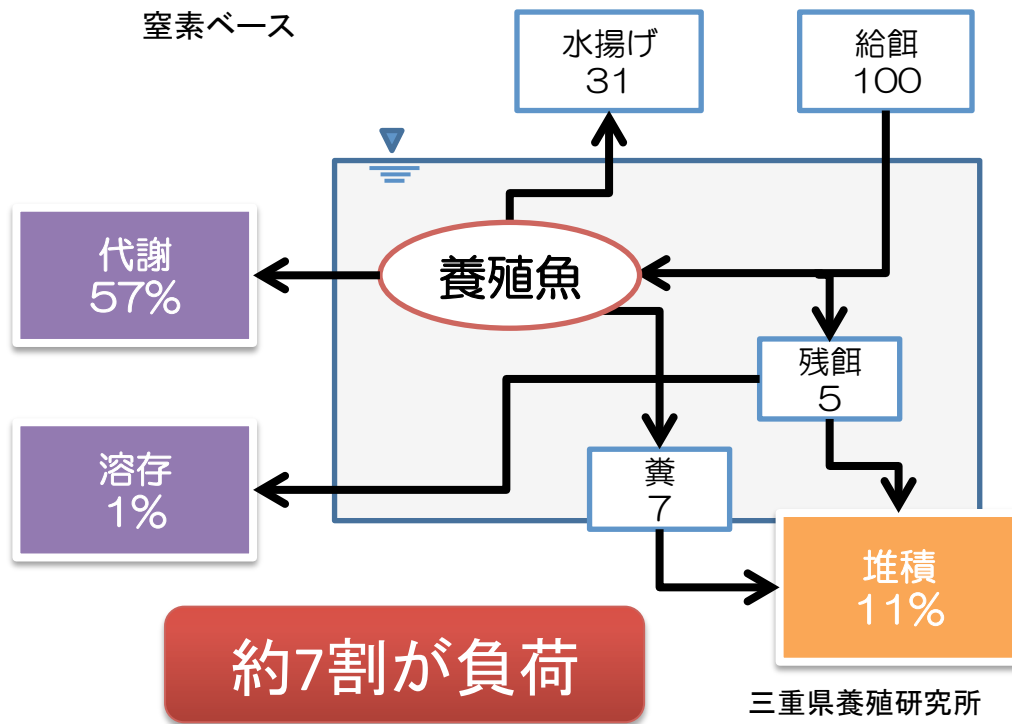 窒素ベース
水揚げ
31
給餌
100
代謝
57%
養殖魚
残餌
5
溶存
1%
糞
7
堆積
11%
約7割が負荷
三重県養殖研究所